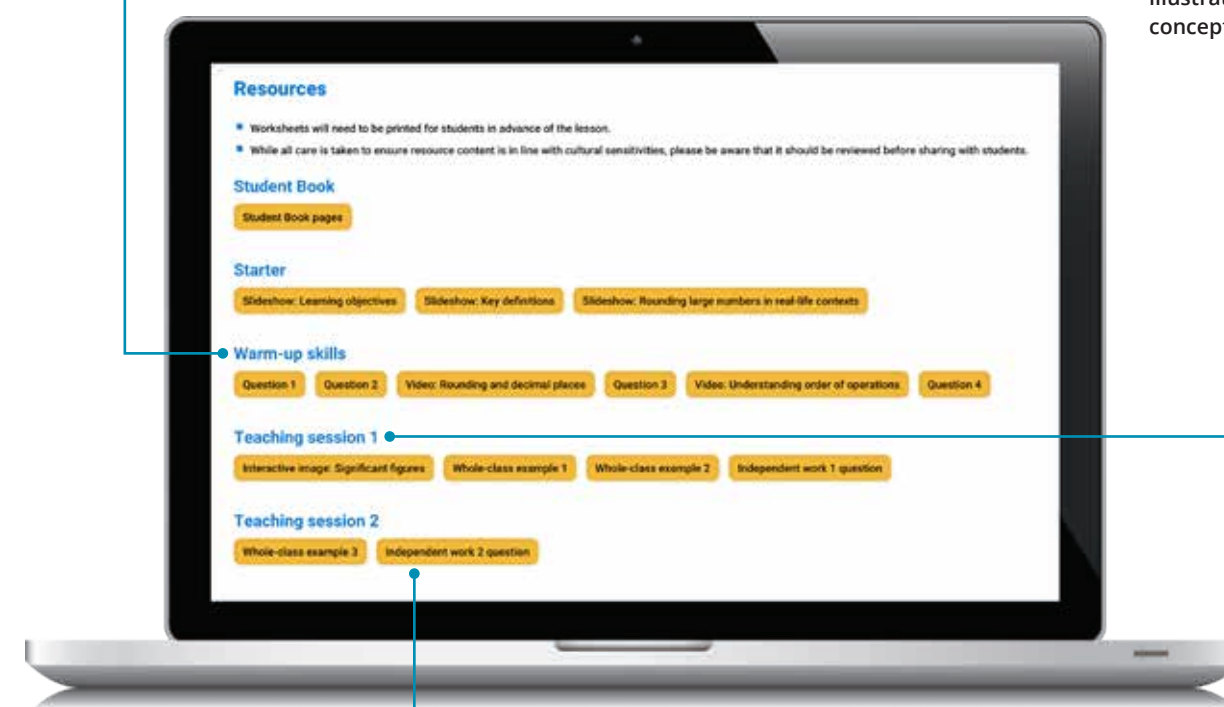 concept
Resources
Worksheets will need to be printed for students in advance of the lesson.
While all care is taken to ensure resource content is in line with cultural sensitivities, please be aware that it should be reviewed before sharing with students.
Student Book
Student Book pages
Starter
Slideshow: Learning objectives Slideshow: Key definitions Slideshow: Rounding large numbers in real-life contexts
Warm-up skills
Question 1 Question 2 Video: Rounding and decimal places Question 3 Video: Understanding order of operations Question 4
Teaching session 1
Interactive image: Significant figures Whole-class example 1 Whole-class example 2 Independent work 1 question
Teaching session 2
Whole-class example 3 Independent work 2 question